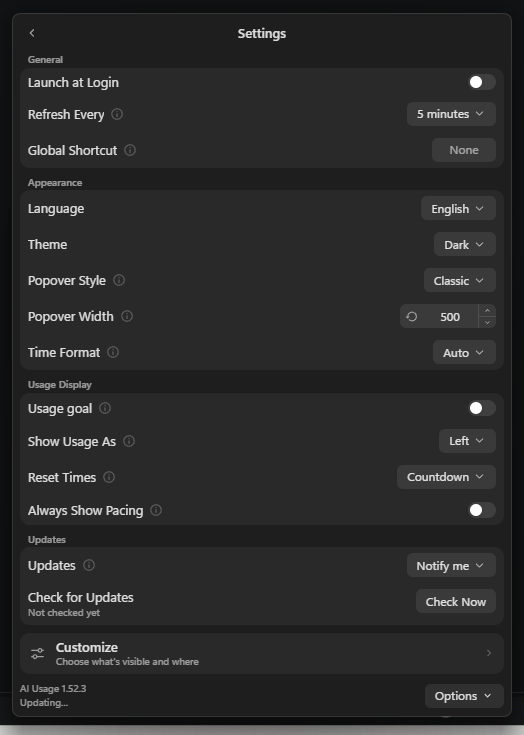 Settings
General
Launch at Login
Refresh Every
5 minutes
Global Shortcut
None
Appearance
Language
English
Theme
Dark
Popover Style
Classic
Popover Width
500
Time Format
Auto
Usage Display
Usage goal
Show Usage As
Left
Reset Times
Countdown
Always Show Pacing
Updates
Updates
Notify me
Check for Updates
Not checked yet
Check Now
Customize
Choose what's visible and where
AI Usage 1.52.3
Updating...
Options